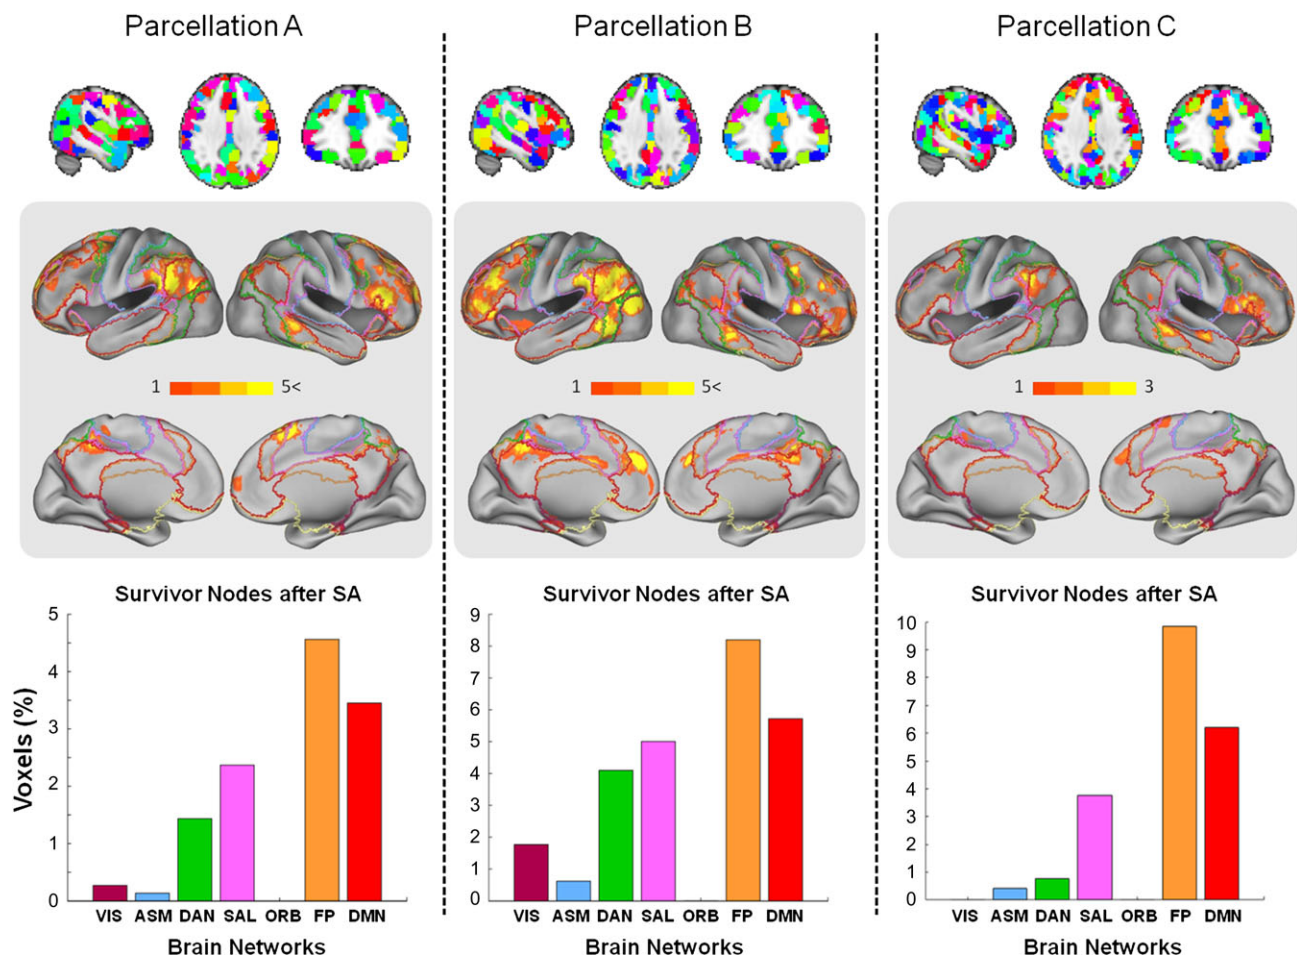 Parcellation A
Parcellation B
Parcellation C
1 5<
1 5<
1 3
Survivor Nodes after SA
Survivor Nodes after SA
Survivor Nodes after SA
Voxels (%)
5
4
3
2
1
0
VIS ASM DAN SAL ORB FP DMN
Brain Networks
9
8
7
6
5
4
3
2
1
0
VIS ASM DAN SAL ORB FP DMN
Brain Networks
10
9
8
7
6
5
4
3
2
1
0
VIS ASM DAN SAL ORB FP DMN
Brain Networks